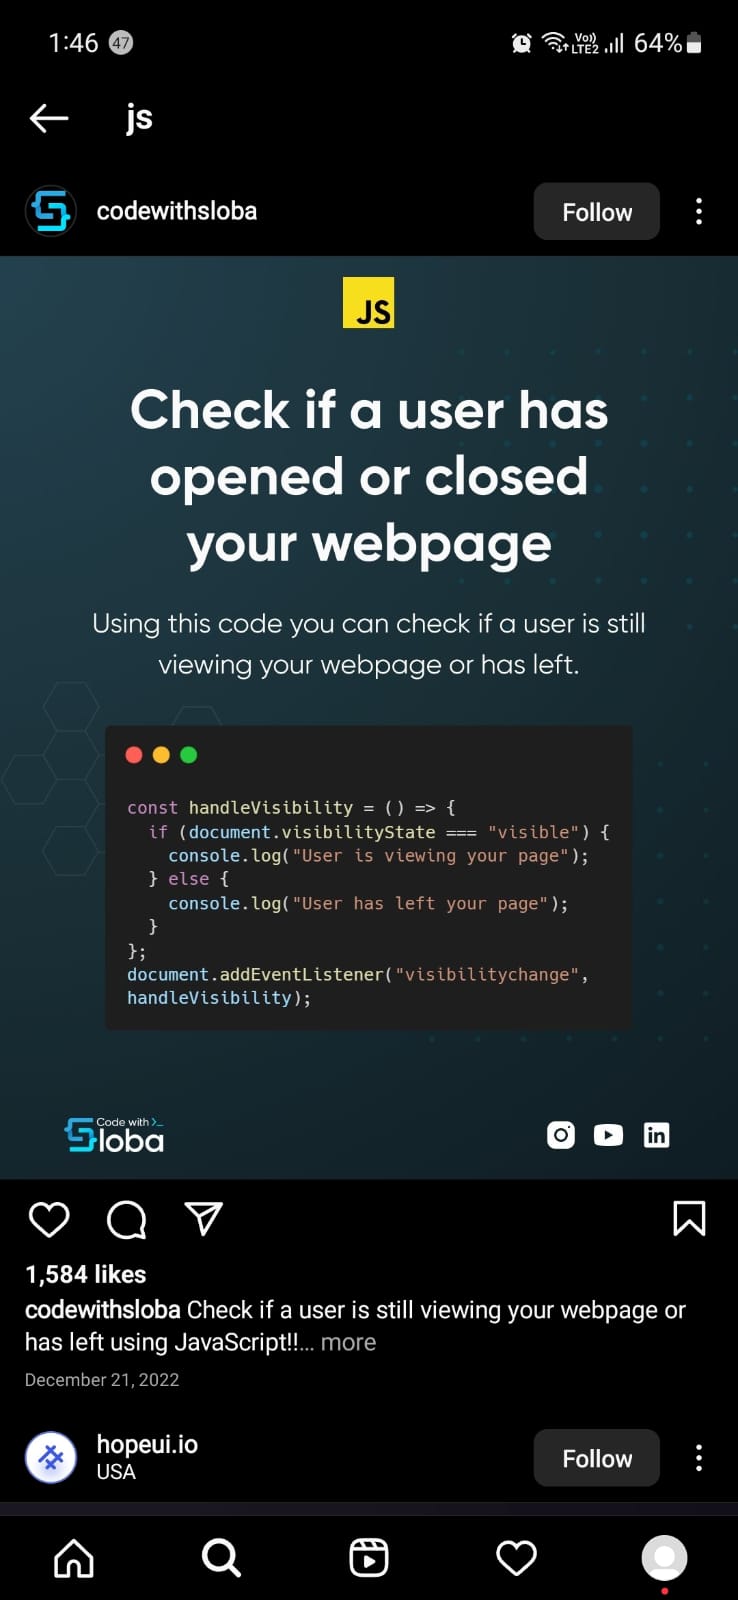 1:46 47 Vo)) LTE2 64%
js
codewithsloba Follow
JS
Check if a user has
opened or closed
your webpage
Using this code you can check if a user is still
viewing your webpage or has left.
const handleVisibility = () => {
if (document.visibilityState === "visible") {
console.log("User is viewing your page");
} else {
console.log("User has left your page");
}
};
document.addEventListener("visibilitychange",
handleVisibility);
Code with >_
Sloba
in
1,584 likes
codewithsloba Check if a user is still viewing your webpage or
has left using JavaScript!!... more
December 21, 2022
hopeui.io
USA
Follow